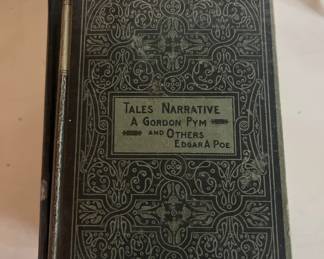 TALES NARRATIVE
A GORDON PYM
AND OTHERS
EDGAR A POE